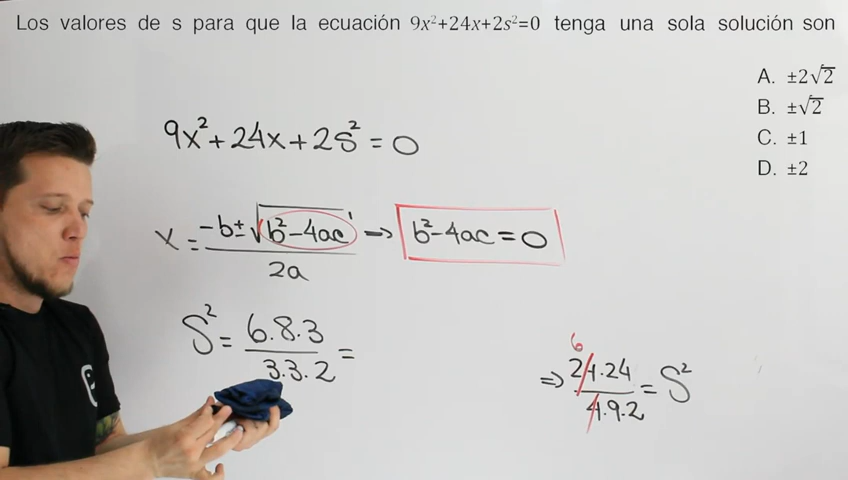 Los valores de s para que la ecuación 9x²+24x+2s²=0 tenga una sola solución son
A. ±2√2
B. ±√2
C. ±1
D. ±2
9x²+24x+2S²=0
x = (-b±√(b²-4ac))/(2a) → b²-4ac=0
S² = (6.8.3)/(3.3.2) =
6
⇒ (24.24)/(4.9.2) = S²